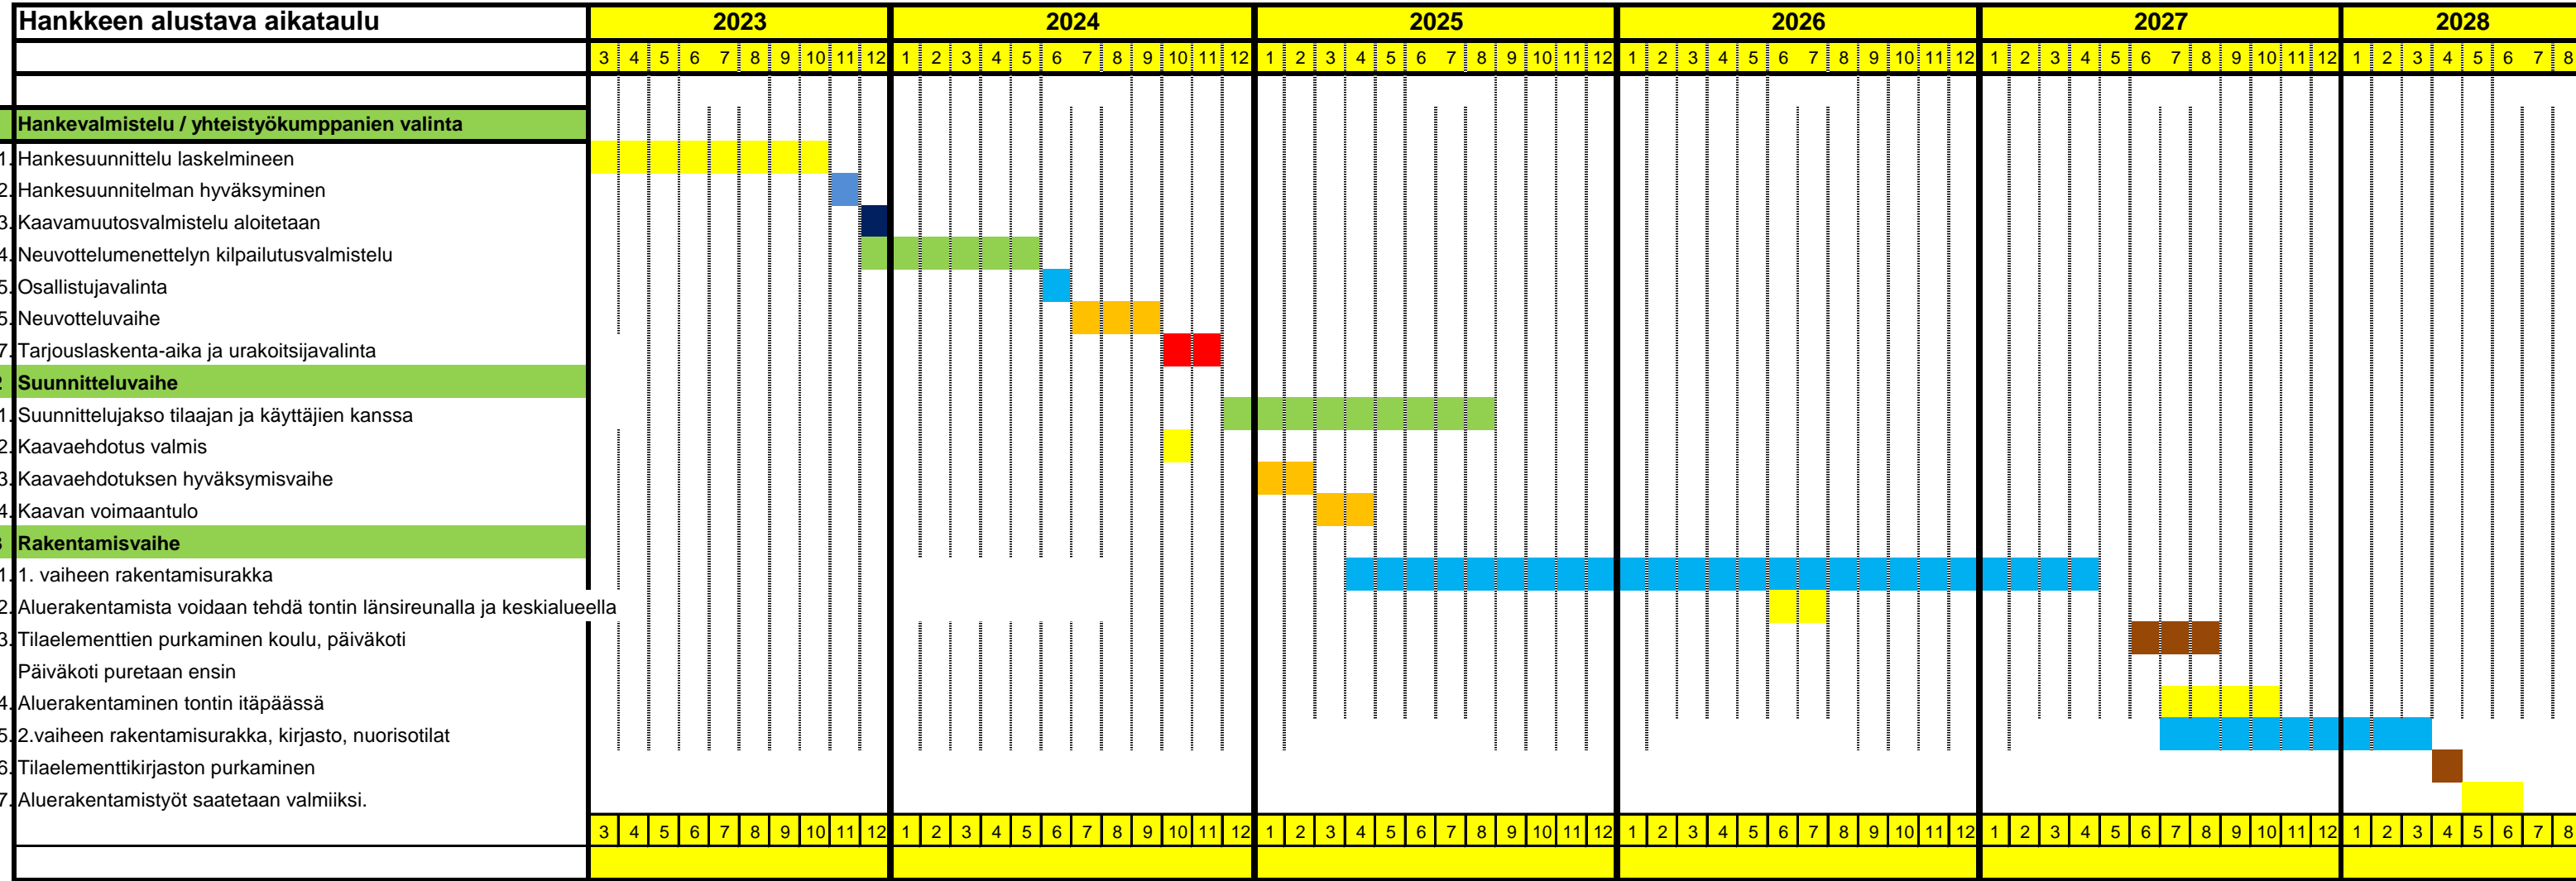 Hankkeen alustava aikataulu 2023 2024 2025 2026 2027 2028
3 4 5 6 7 8 9 10 11 12 1 2 3 4 5 6 7 8 9 10 11 12 1 2 3 4 5 6 7 8 9 10 11 12 1 2 3 4 5 6 7 8 9 10 11 12 1 2 3 4 5 6 7 8 9 10 11 12 1 2 3 4 5 6 7 8
Hankevalmistelu / yhteistyökumppanien valinta
1. Hankesuunnittelu laskelmineen
2. Hankesuunnitelman hyväksyminen
3. Kaavamuutosvalmistelu aloitetaan
4. Neuvottelumenettelyn kilpailutusvalmistelu
5. Osallistujavalinta
5. Neuvotteluvaihe
7. Tarjouslaskenta-aika ja urakoitsijavalinta
2 Suunnitteluvaihe
1. Suunnittelujakso tilaajan ja käyttäjien kanssa
2. Kaavaehdotus valmis
3. Kaavaehdotuksen hyväksymisvaihe
4. Kaavan voimaantulo
3 Rakentamisvaihe
1. 1. vaiheen rakentamisurakka
2. Aluerakentamista voidaan tehdä tontin länsireunalla ja keskialueella
3. Tilaelementtien purkaminen koulu, päiväkoti
Päiväkoti puretaan ensin
4. Aluerakentaminen tontin itäpäässä
5. 2.vaiheen rakentamisurakka, kirjasto, nuorisotilat
6. Tilaelementtikirjaston purkaminen
7. Aluerakentamistyöt saatetaan valmiiksi.
3 4 5 6 7 8 9 10 11 12 1 2 3 4 5 6 7 8 9 10 11 12 1 2 3 4 5 6 7 8 9 10 11 12 1 2 3 4 5 6 7 8 9 10 11 12 1 2 3 4 5 6 7 8 9 10 11 12 1 2 3 4 5 6 7 8